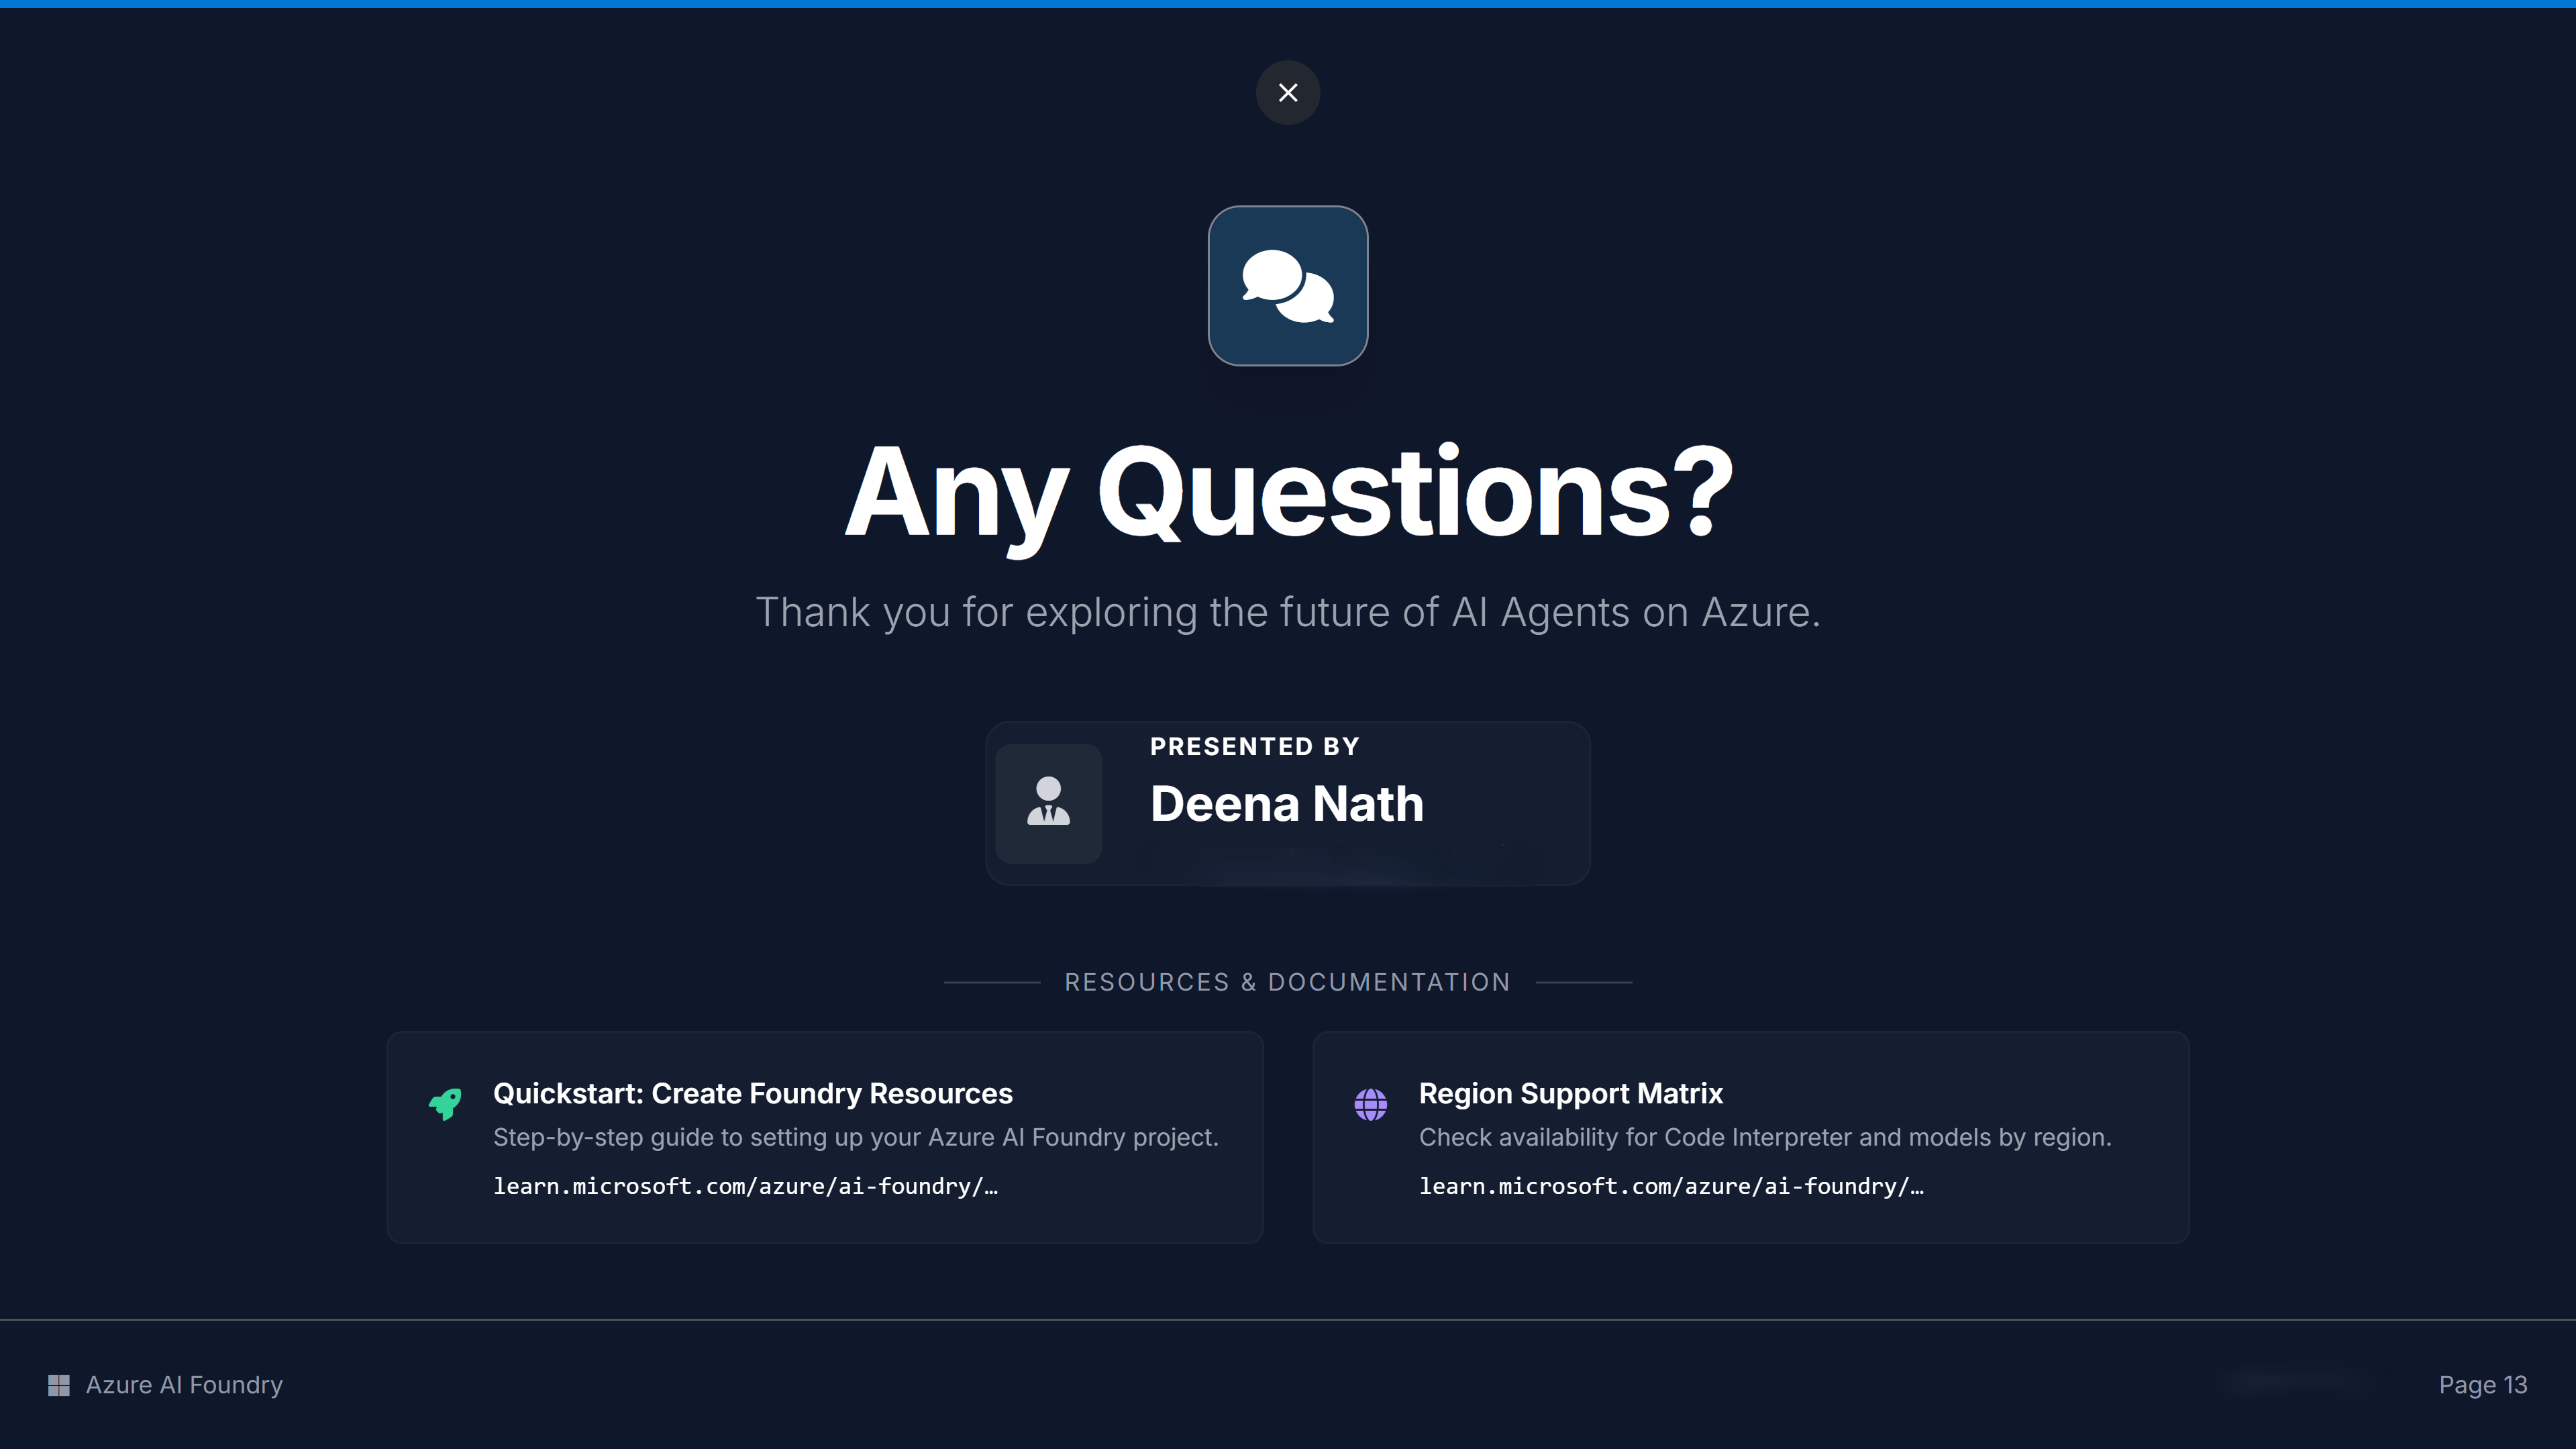 Any Questions?
Thank you for exploring the future of AI Agents on Azure.
PRESENTED BY
Deena Nath
RESOURCES & DOCUMENTATION
Quickstart: Create Foundry Resources
Step-by-step guide to setting up your Azure AI Foundry project.
learn.microsoft.com/azure/ai-foundry/…
Region Support Matrix
Check availability for Code Interpreter and models by region.
learn.microsoft.com/azure/ai-foundry/…
Azure AI Foundry
Page 13